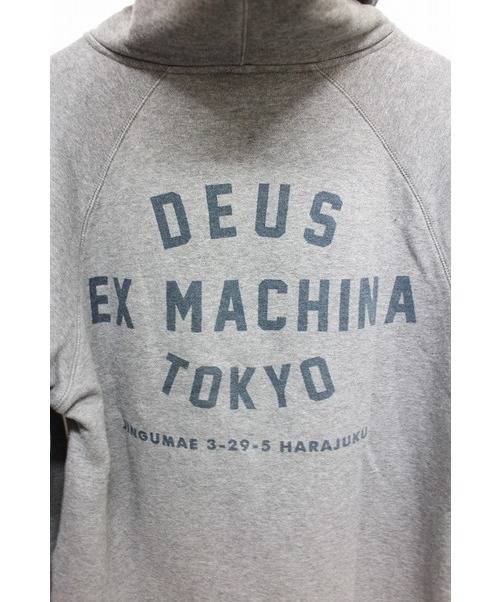 DEUS
EX MACHINA
TOKYO
JINGUMAE 3-29-5 HARAJUKU